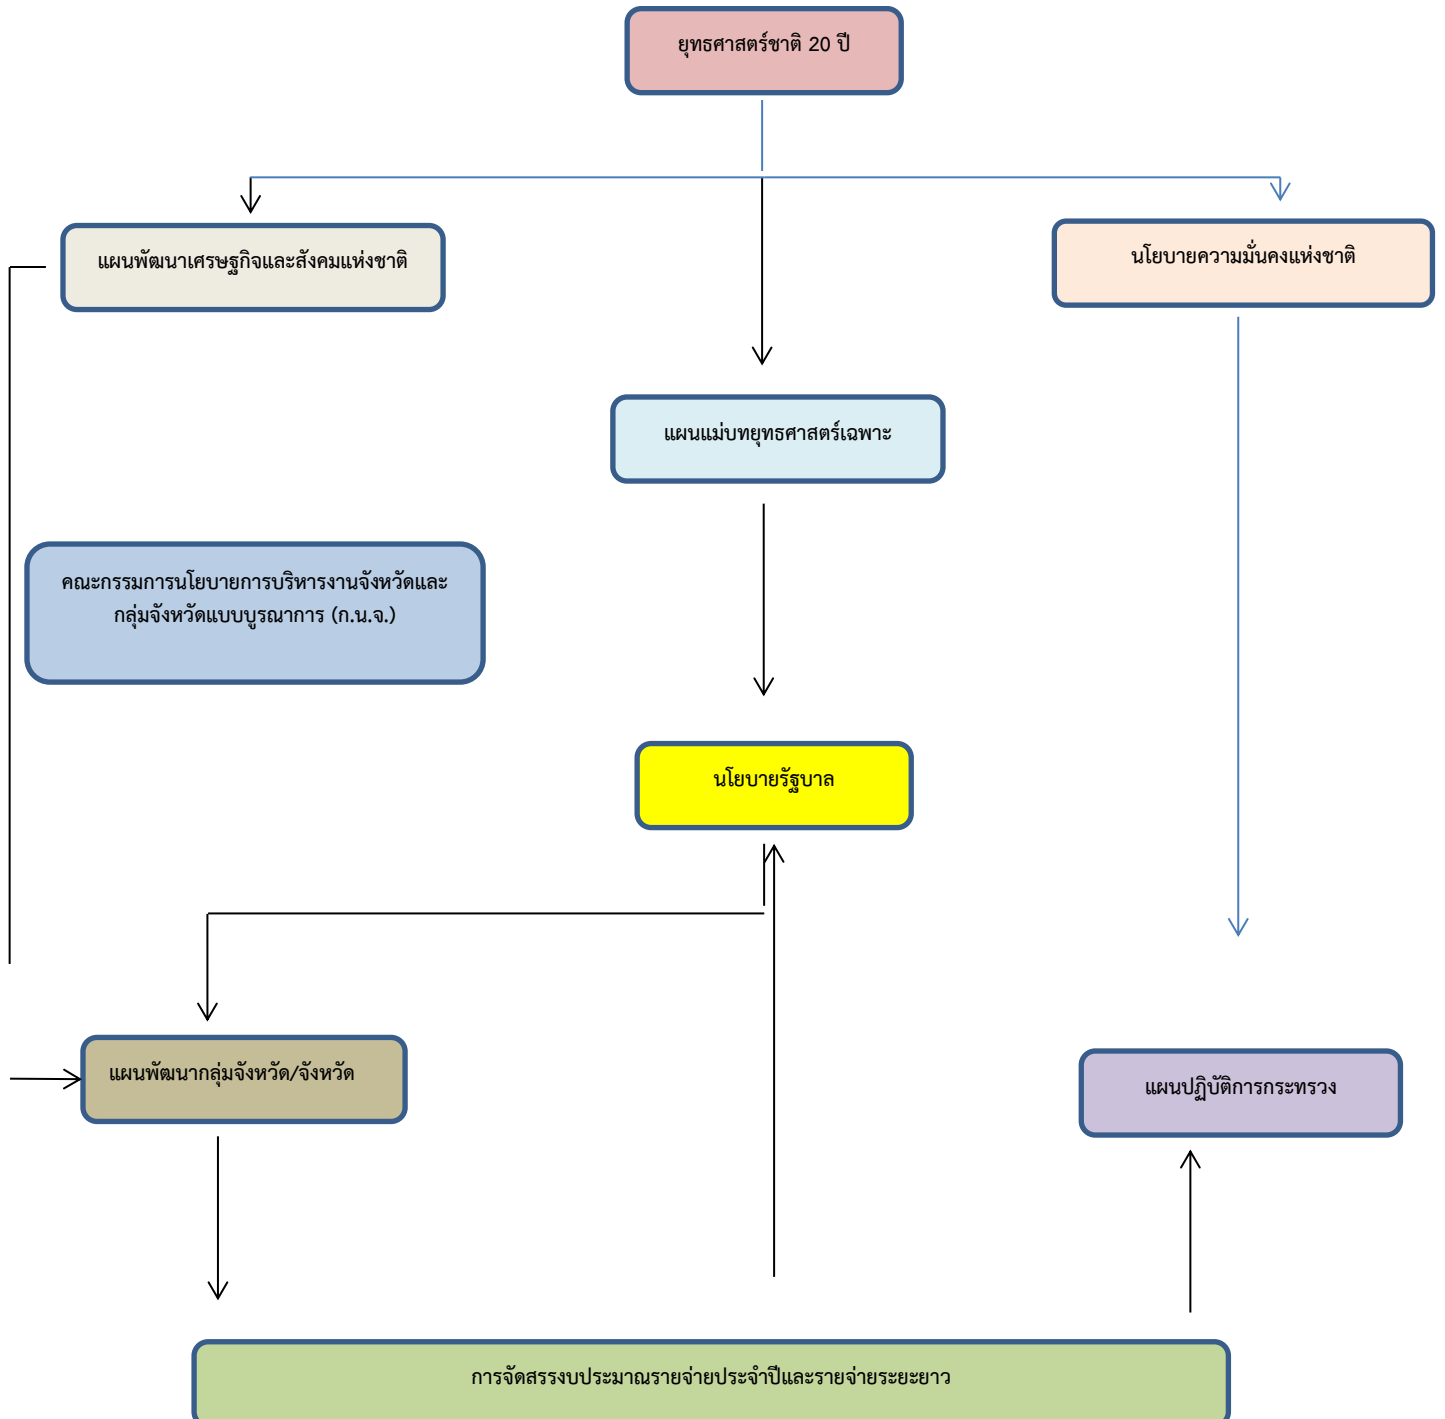 ยุทธศาสตร์ชาติ 20 ปี
แผนพัฒนาเศรษฐกิจและสังคมแห่งชาติ
นโยบายความมั่นคงแห่งชาติ
แผนแม่บทยุทธศาสตร์เฉพาะ
คณะกรรมการนโยบายการบริหารงานจังหวัดและ
กลุ่มจังหวัดแบบบูรณาการ (ก.น.จ.)
นโยบายรัฐบาล
แผนพัฒนากลุ่มจังหวัด/จังหวัด
แผนปฏิบัติการกระทรวง
การจัดสรรงบประมาณรายจ่ายประจำปีและรายจ่ายระยะยาว